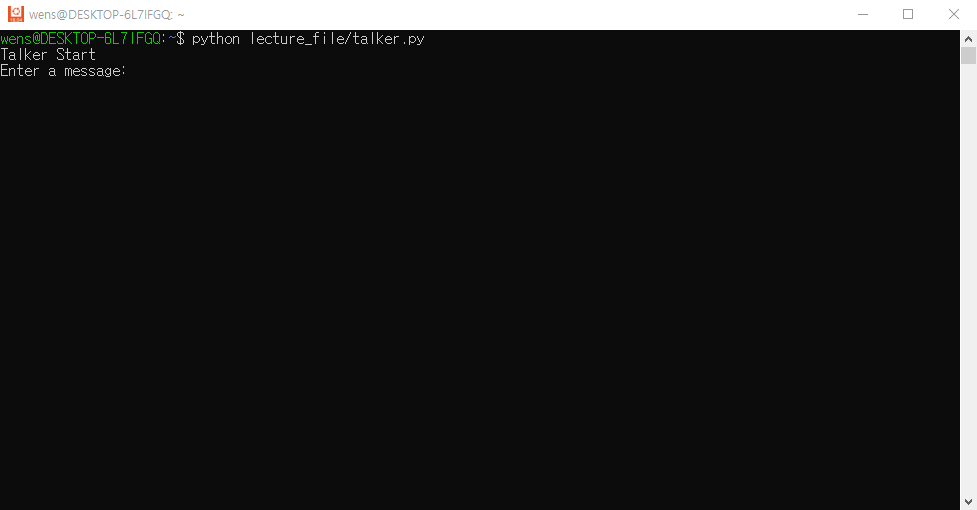 wens@DESKTOP-6L7IFGQ: ~
wens@DESKTOP-6L7IFGQ:~$ python lecture_file/talker.py
Talker Start
Enter a message: